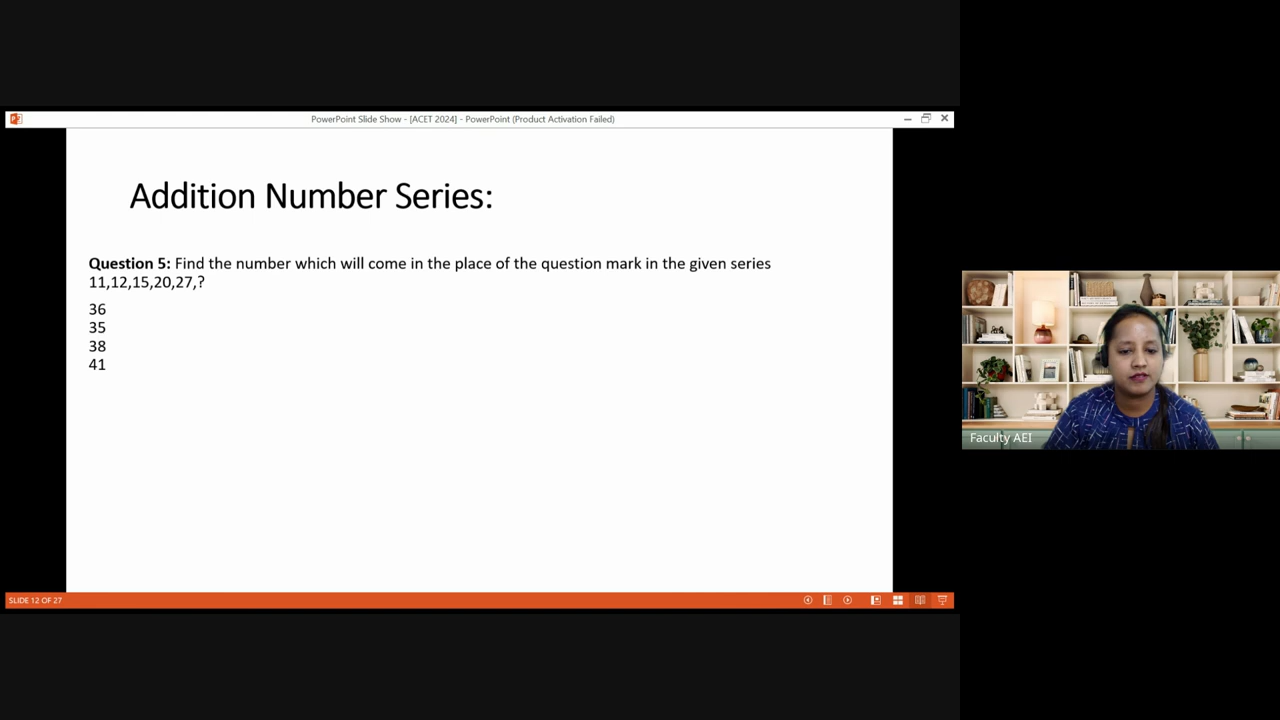 PowerPoint Slide Show - [ACET 2024] - PowerPoint (Product Activation Failed)
Addition Number Series:
Question 5: Find the number which will come in the place of the question mark in the given series
11,12,15,20,27,?
36
35
38
41
Faculty AEI
SLIDE 12 OF 27